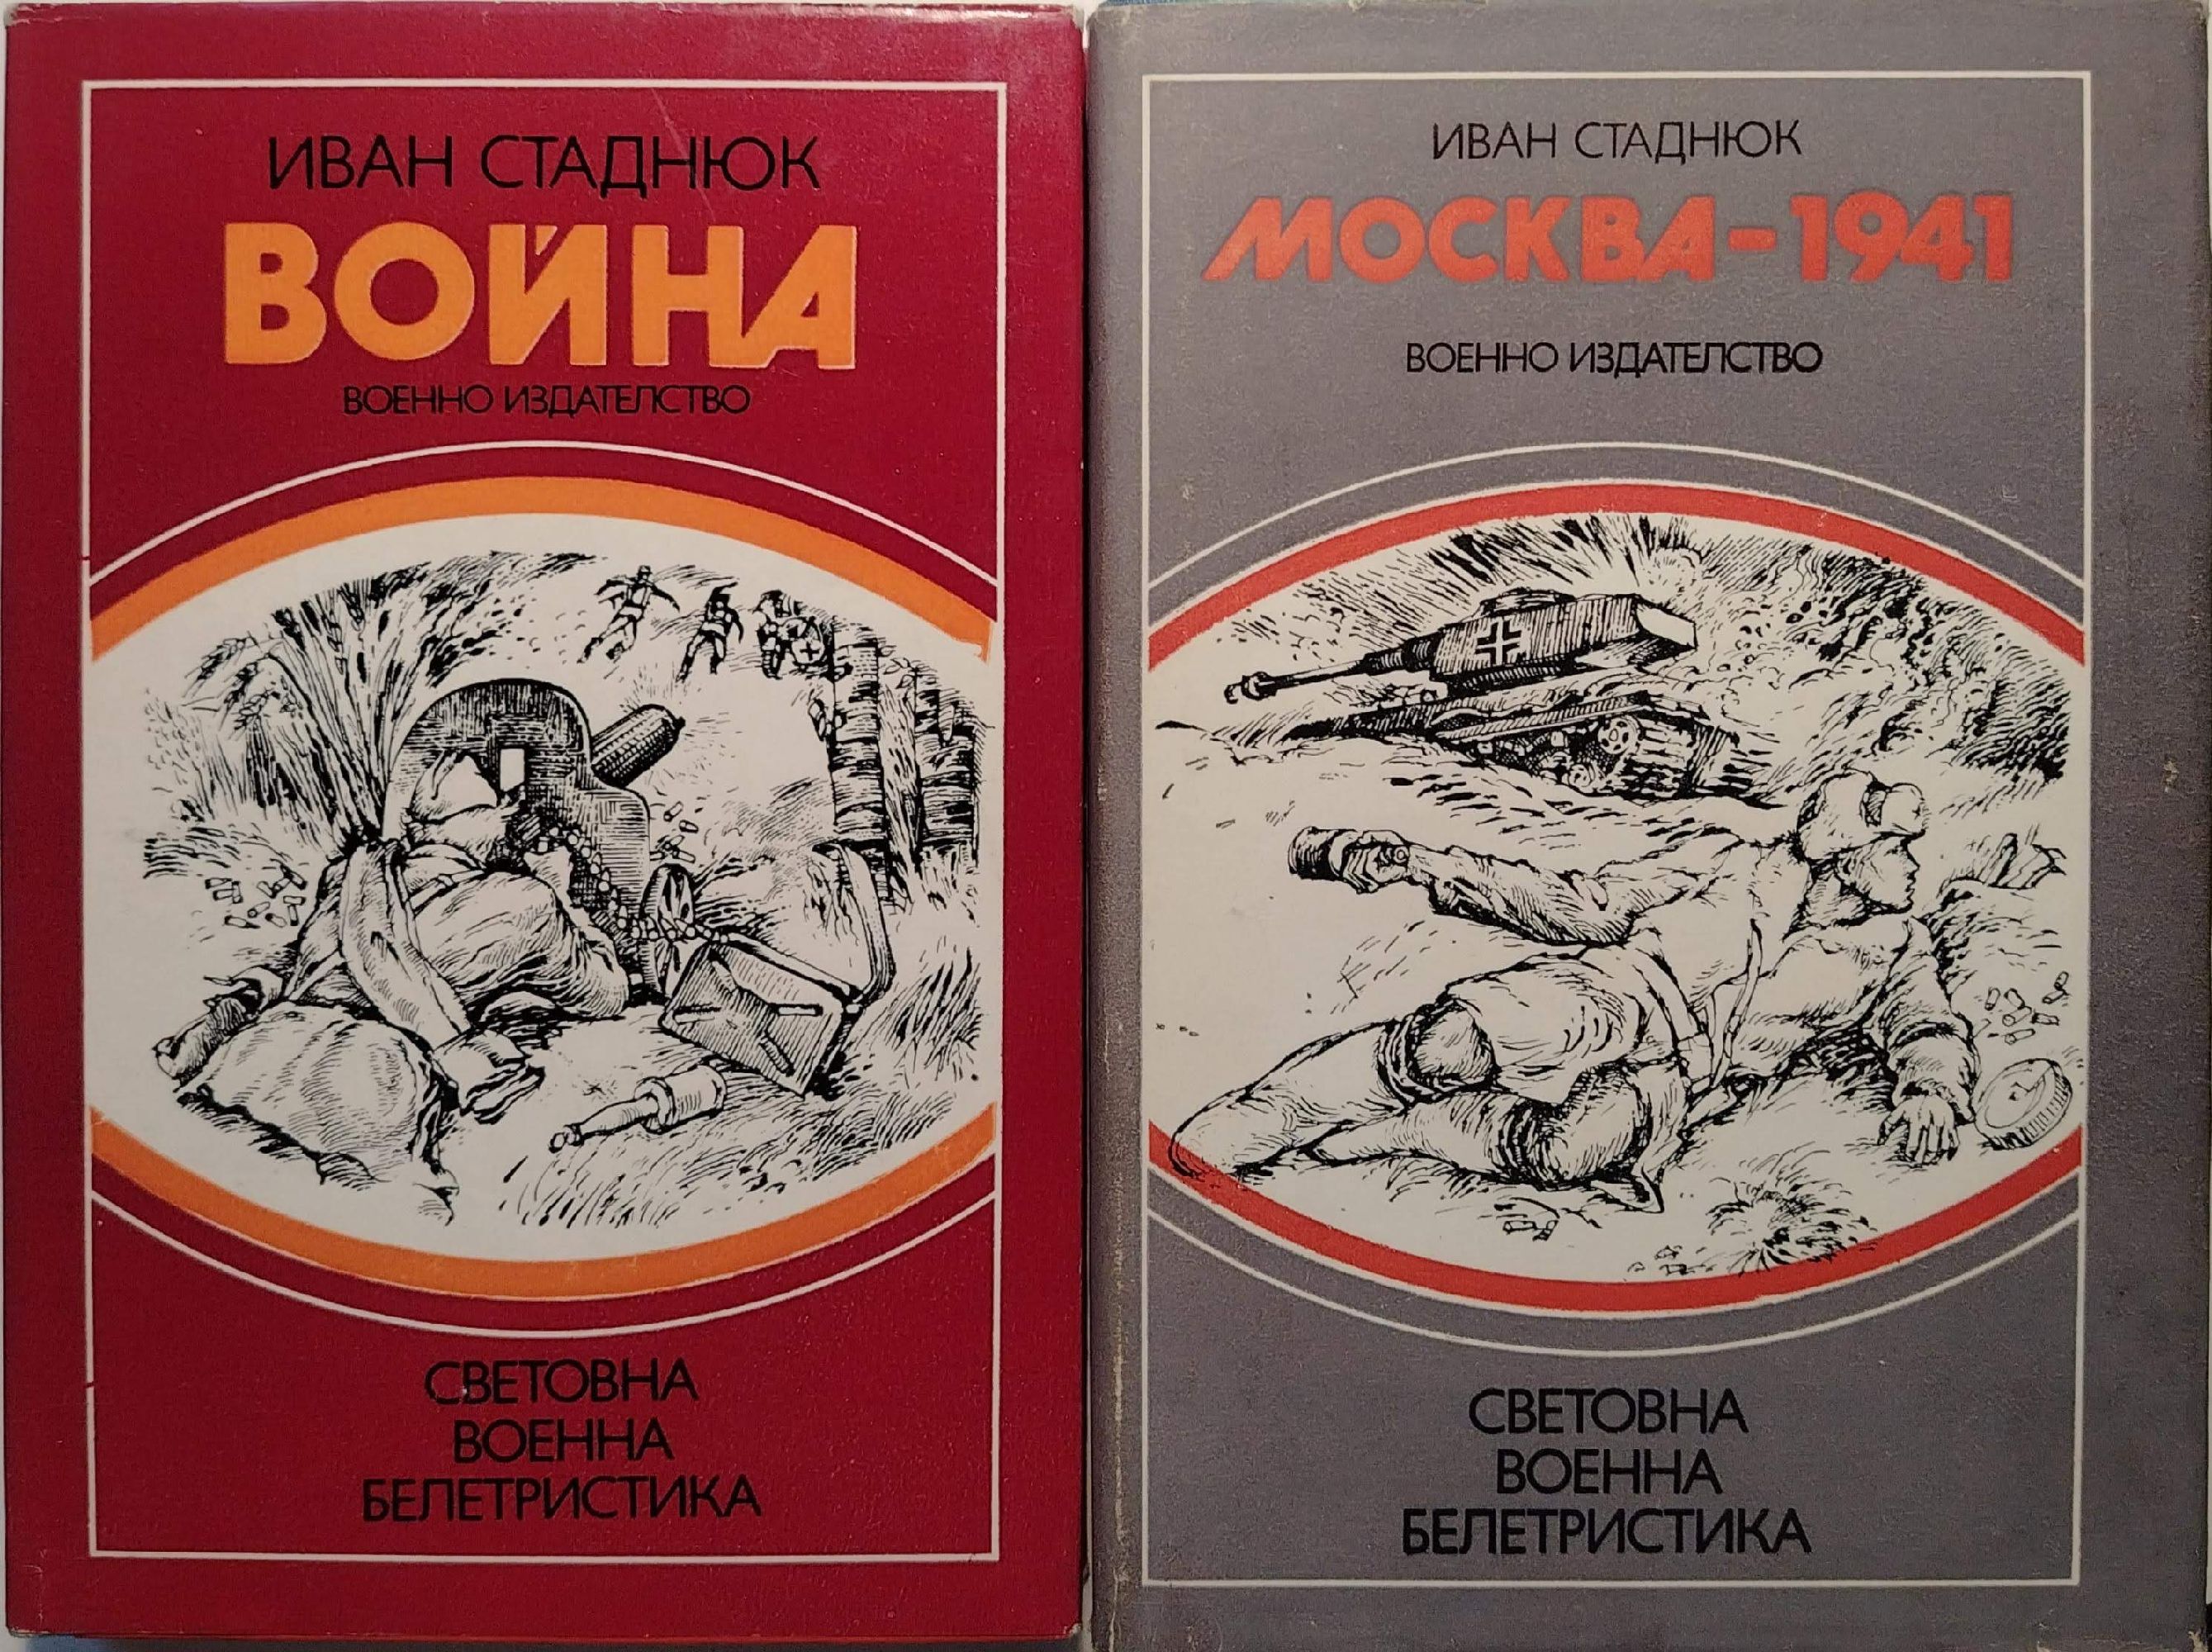 ИВАН СТАДНЮК
ВОЙНА
ВОЕННО ИЗДАТЕЛСТВО
СВЕТОВНА
ВОЕННА
БЕЛЕТРИСТИКА
ИВАН СТАДНЮК
МОСКВА-1941
ВОЕННО ИЗДАТЕЛСТВО
СВЕТОВНА
ВОЕННА
БЕЛЕТРИСТИКА